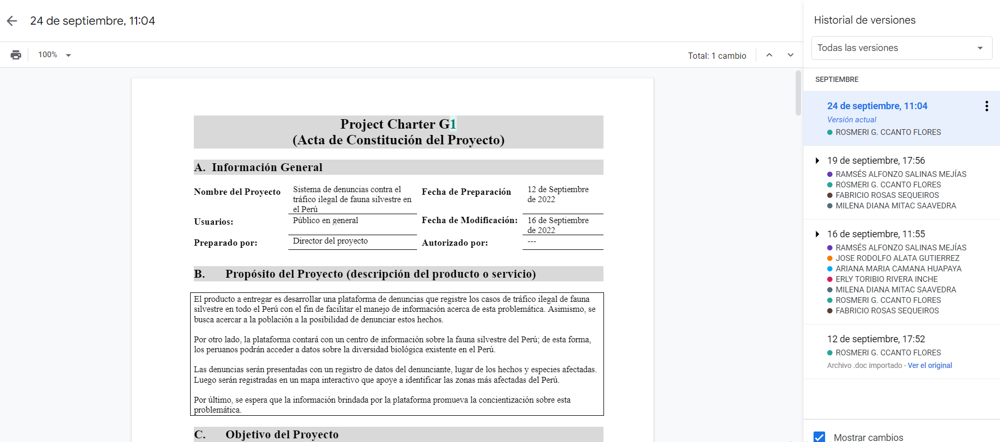 24 de septiembre, 11:04
100%
Total: 1 cambio
Project Charter G1
(Acta de Constitución del Proyecto)
A. Información General
Nombre del Proyecto
Sistema de denuncias contra el
tráfico ilegal de fauna silvestre en
el Perú
Fecha de Preparación
12 de Septiembre
de 2022
Usuarios:
Público en general
Fecha de Modificación:
16 de Septiembre
de 2022
Preparado por:
Director del proyecto
Autorizado por:
---
B. Propósito del Proyecto (descripción del producto o servicio)
El producto a entregar es desarrollar una plataforma de denuncias que registre los casos de tráfico ilegal de fauna
silvestre en todo el Perú con el fin de facilitar el manejo de información acerca de esta problemática. Asimismo, se
busca acercar a la población a la posibilidad de denunciar estos hechos.
Por otro lado, la plataforma contará con un centro de información sobre la fauna silvestre del Perú; de esta forma,
los peruanos podrán acceder a datos sobre la diversidad biológica existente en el Perú.
Las denuncias serán presentadas con un registro de datos del denunciante, lugar de los hechos y especies afectadas.
Luego serán registradas en un mapa interactivo que apoye a identificar las zonas más afectadas del Perú.
Por último, se espera que la información brindada por la plataforma promueva la concientización sobre esta
problemática.
C. Objetivo del Proyecto
Historial de versiones
Todas las versiones
SEPTIEMBRE
24 de septiembre, 11:04
Versión actual
ROSMERI G. CCANTO FLORES
19 de septiembre, 17:56
RAMSÉS ALFONZO SALINAS MEJÍAS
ROSMERI G. CCANTO FLORES
FABRICIO ROSAS SEQUEIROS
MILENA DIANA MITAC SAAVEDRA
16 de septiembre, 11:55
RAMSÉS ALFONZO SALINAS MEJÍAS
JOSE RODOLFO ALATA GUTIERREZ
ARIANA MARIA CAMANA HUAPAYA
ERLY TORIBIO RIVERA INCHE
MILENA DIANA MITAC SAAVEDRA
ROSMERI G. CCANTO FLORES
FABRICIO ROSAS SEQUEIROS
12 de septiembre, 17:52
ROSMERI G. CCANTO FLORES
Archivo .doc importado - Ver el original
Mostrar cambios